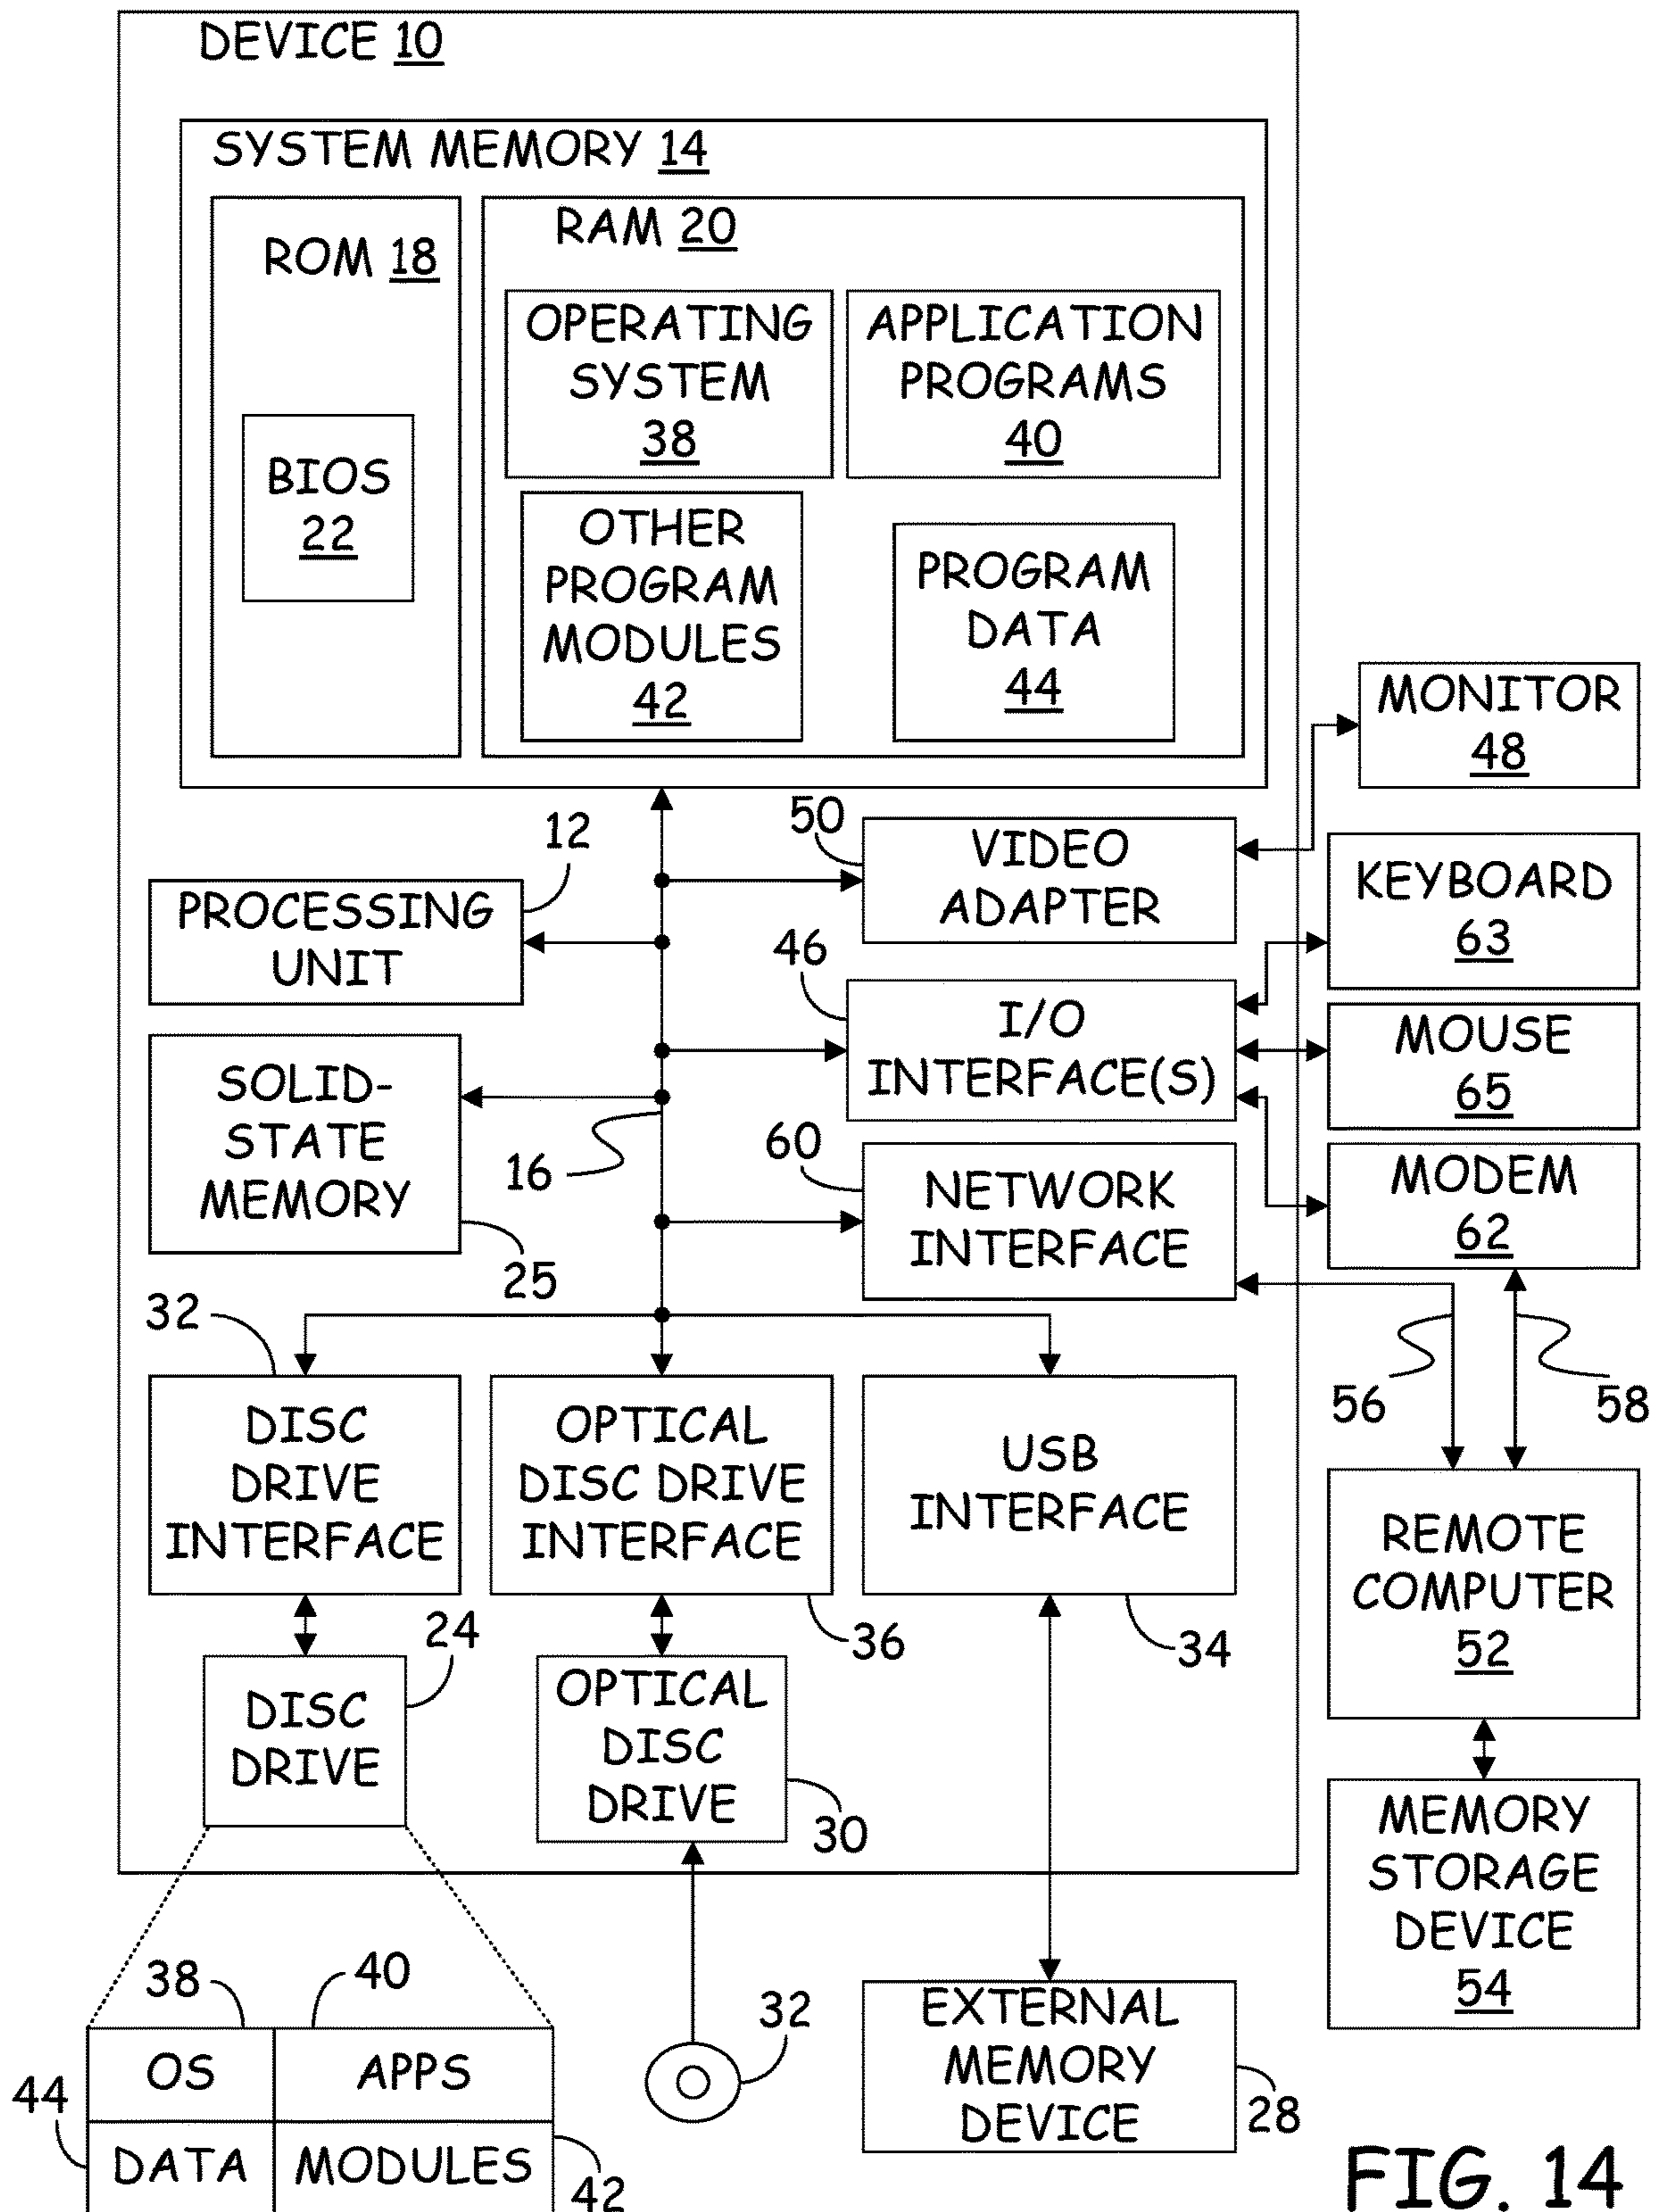 DEVICE 10
SYSTEM MEMORY 14
ROM 18
BIOS
22
RAM 20
OPERATING
SYSTEM
38
APPLICATION
PROGRAMS
40
OTHER
PROGRAM
MODULES
42
PROGRAM
DATA
44
MONITOR
48
12
PROCESSING
UNIT
50
VIDEO
ADAPTER
KEYBOARD
63
46
I/O
INTERFACE(S)
MOUSE
65
SOLID-
STATE
MEMORY
25
16
60
NETWORK
INTERFACE
MODEM
62
56
58
32
DISC
DRIVE
INTERFACE
OPTICAL
DISC DRIVE
INTERFACE
36
USB
INTERFACE
34
REMOTE
COMPUTER
52
24
DISC
DRIVE
OPTICAL
DISC
DRIVE
30
MEMORY
STORAGE
DEVICE
54
38
40
OS
APPS
44
DATA
MODULES
42
32
EXTERNAL
MEMORY
DEVICE
28
FIG. 14